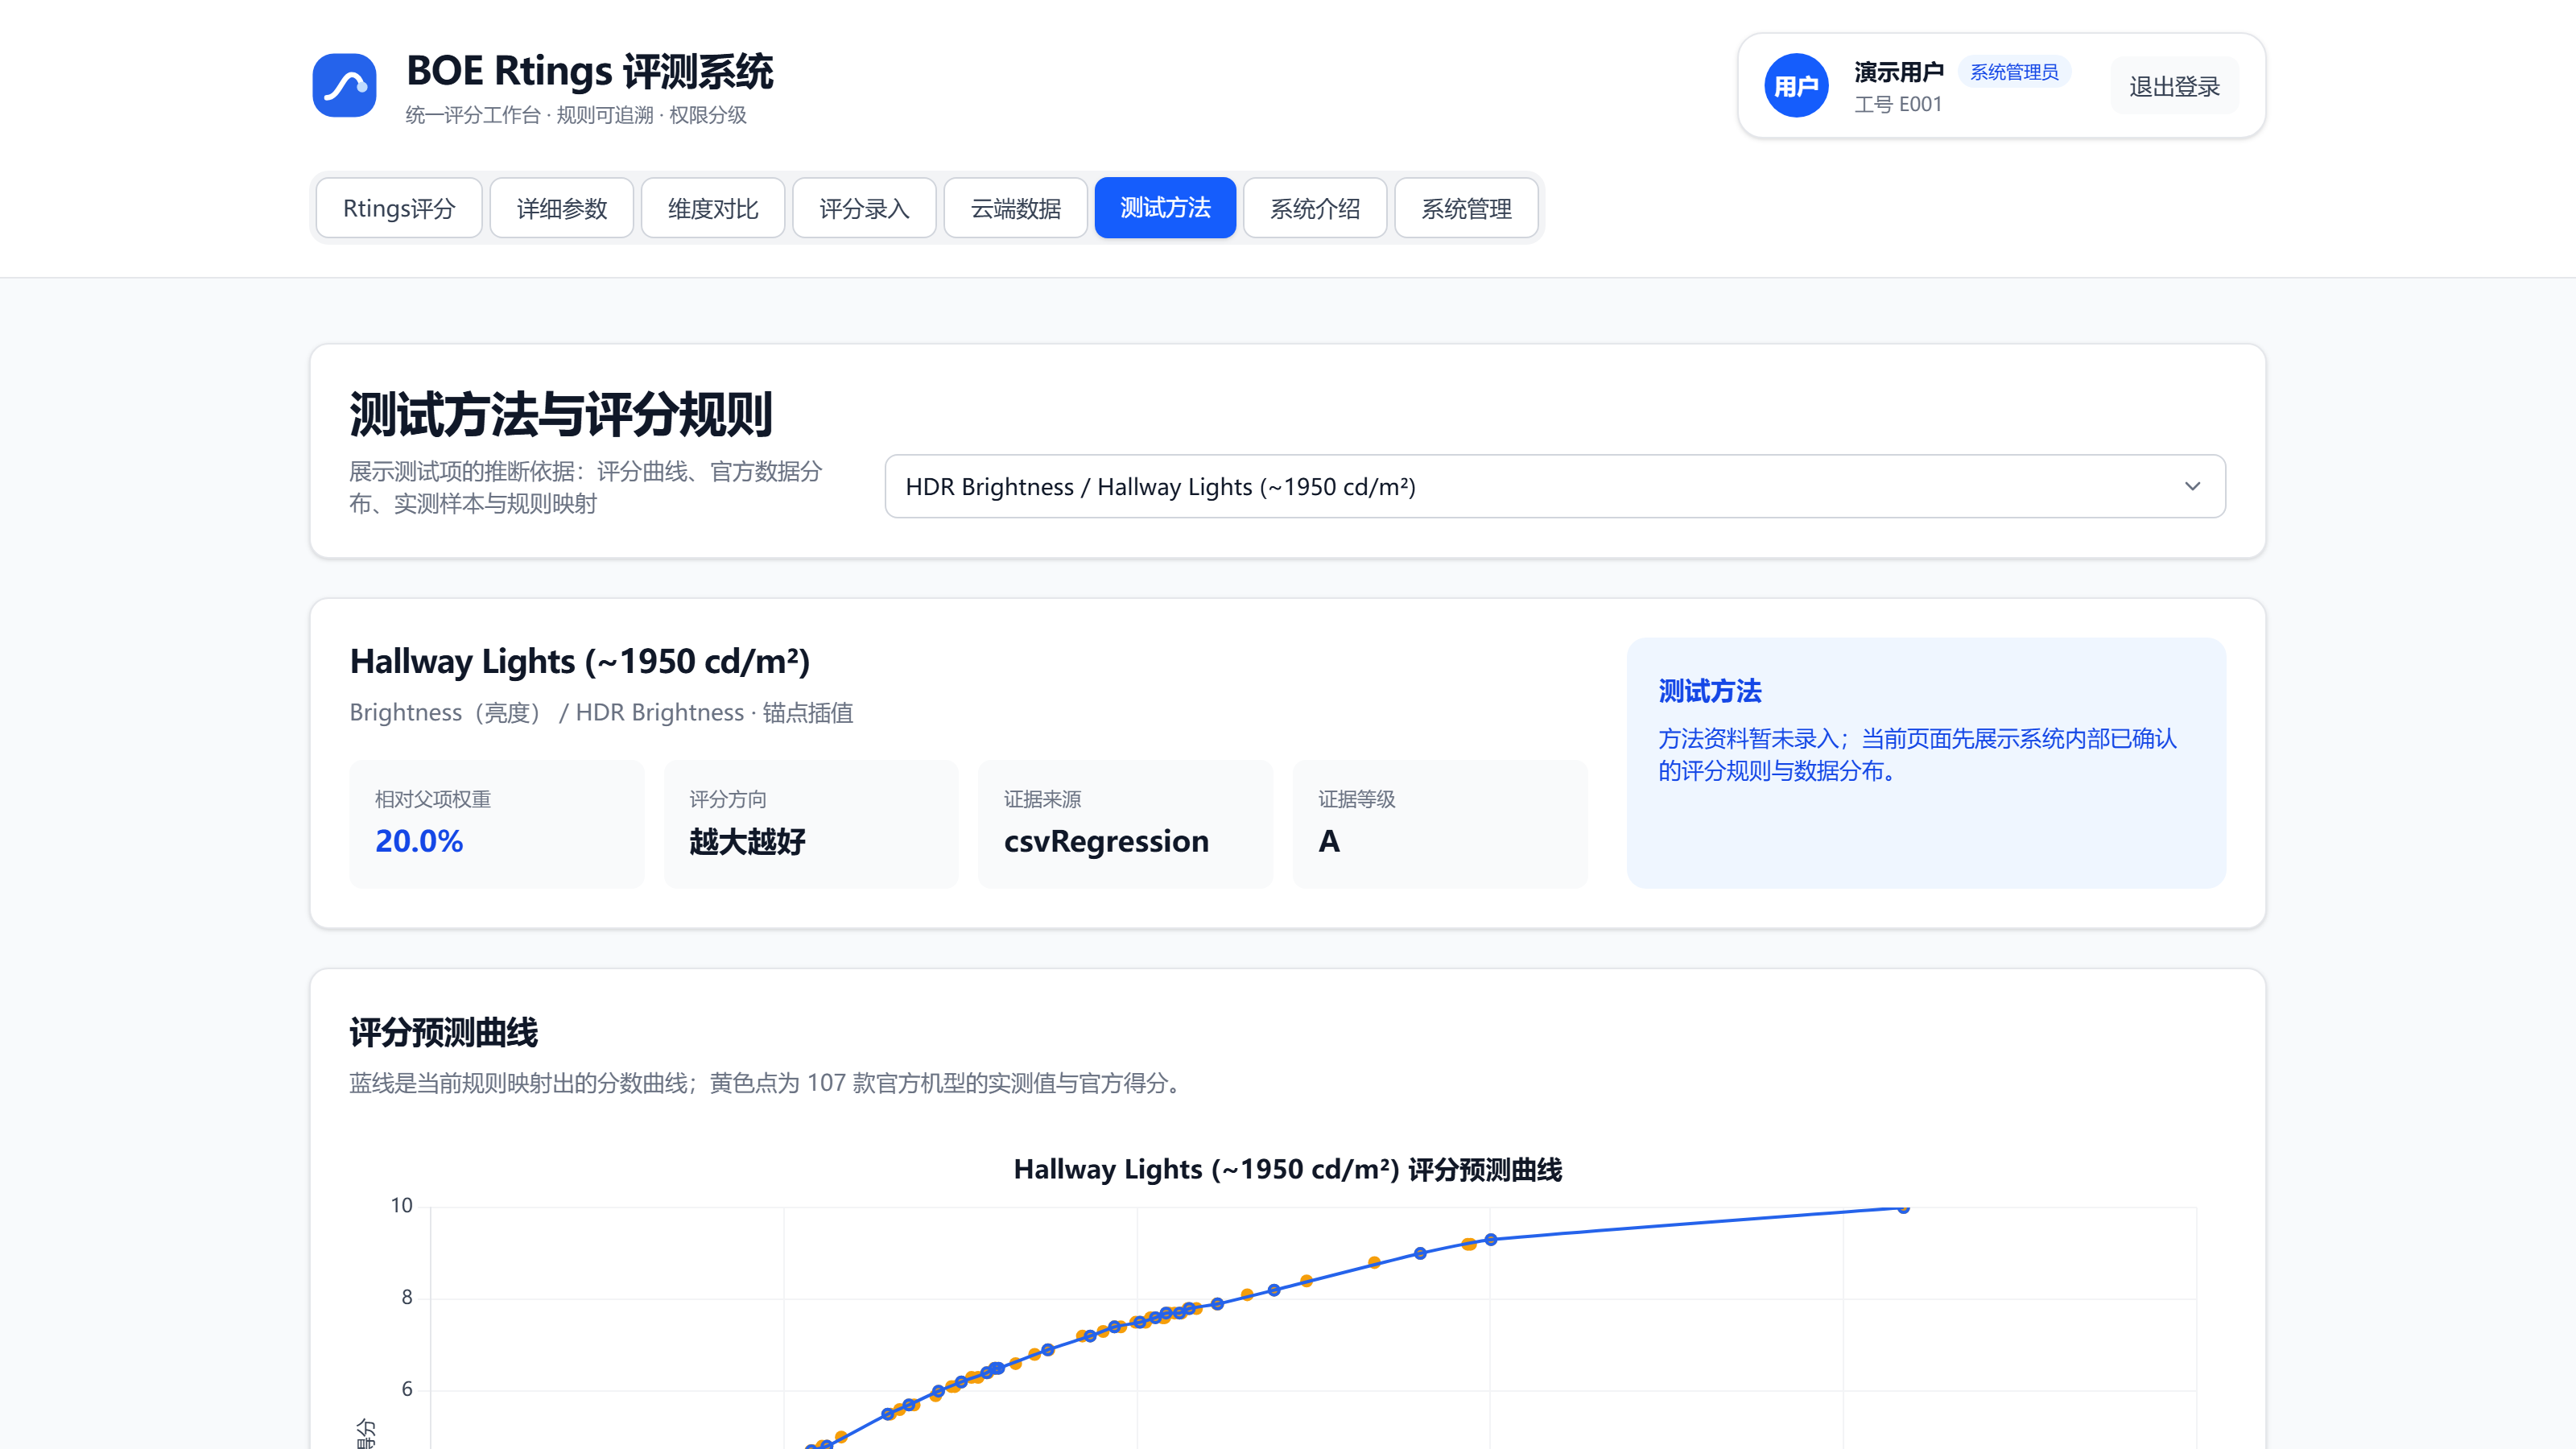 BOE Rtings 评测系统
统一评分工作台 · 规则可追溯 · 权限分级
用户
演示用户 系统管理员
工号 E001
退出登录
Rtings评分 详细参数 维度对比 评分录入 云端数据 测试方法 系统介绍 系统管理
测试方法与评分规则
展示测试项的推断依据：评分曲线、官方数据分
布、实测样本与规则映射
HDR Brightness / Hallway Lights (~1950 cd/m²)
Hallway Lights (~1950 cd/m²)
Brightness（亮度） / HDR Brightness · 锚点插值
相对父项权重
20.0%
评分方向
越大越好
证据来源
csvRegression
证据等级
A
测试方法
方法资料暂未录入；当前页面先展示系统内部已确认
的评分规则与数据分布。
评分预测曲线
蓝线是当前规则映射出的分数曲线；黄色点为 107 款官方机型的实测值与官方得分。
Hallway Lights (~1950 cd/m²) 评分预测曲线
10
8
6
得分